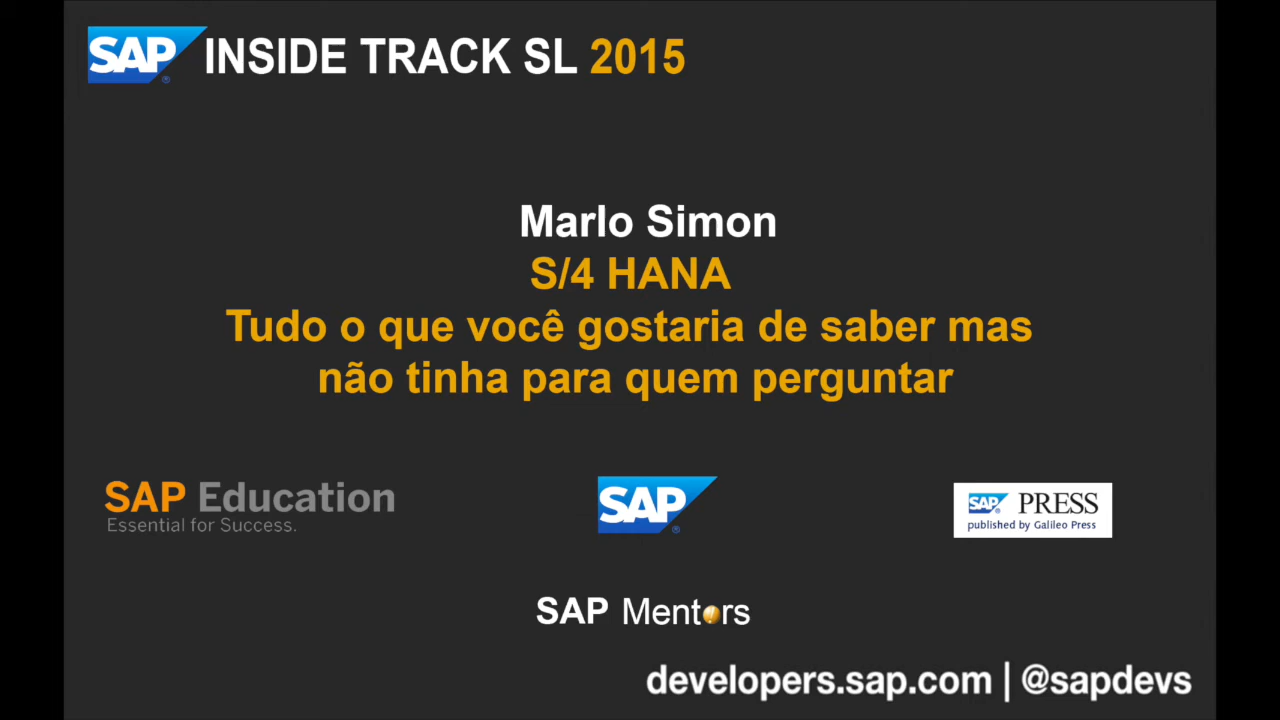 SAP INSIDE TRACK SL 2015
Marlo Simon
S/4 HANA
Tudo o que você gostaria de saber mas
não tinha para quem perguntar
SAP Education
Essential for Success.
SAP®
SAP PRESS
published by Galileo Press
SAP Mentors
developers.sap.com | @sapdevs